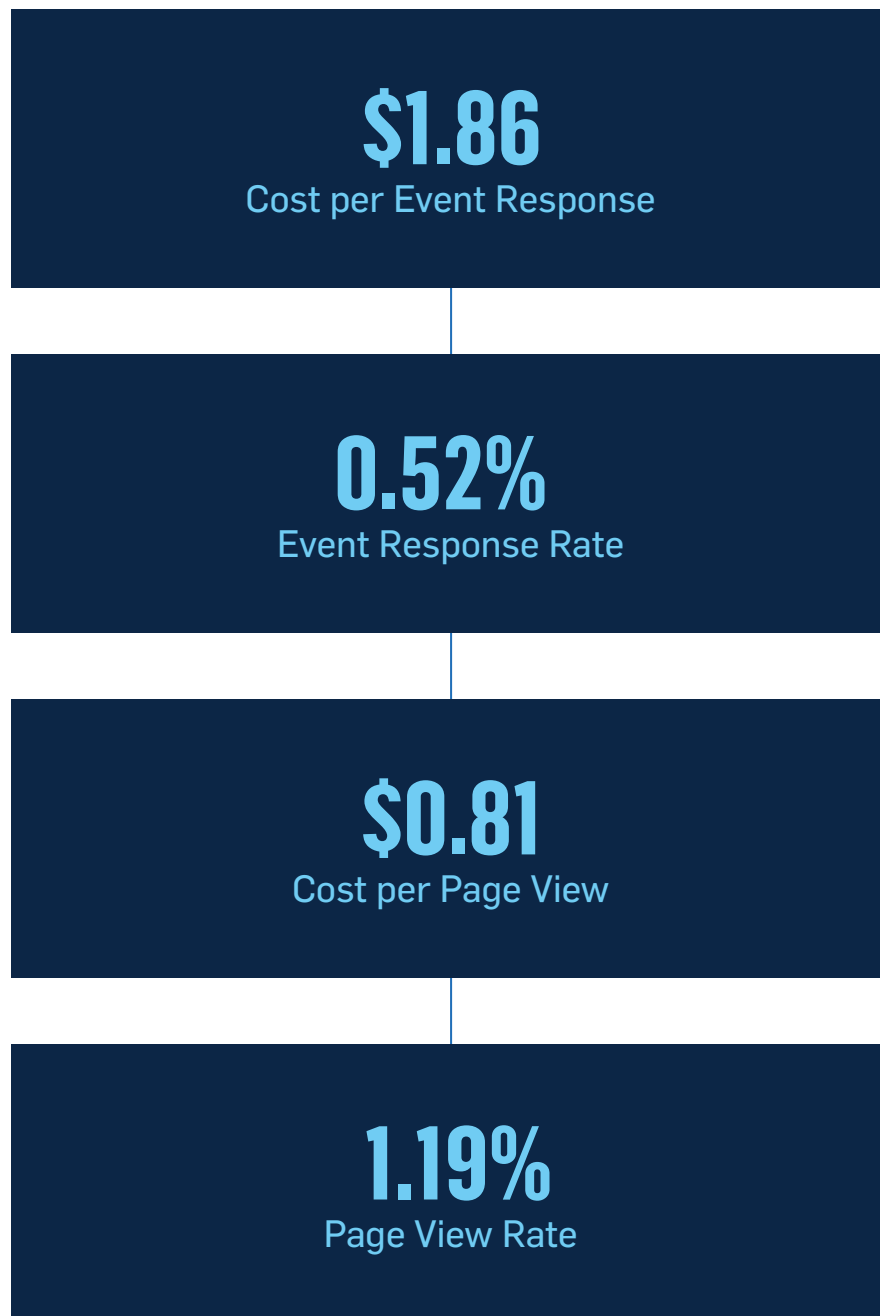 $1.86
Cost per Event Response
0.52%
Event Response Rate
$0.81
Cost per Page View
1.19%
Page View Rate